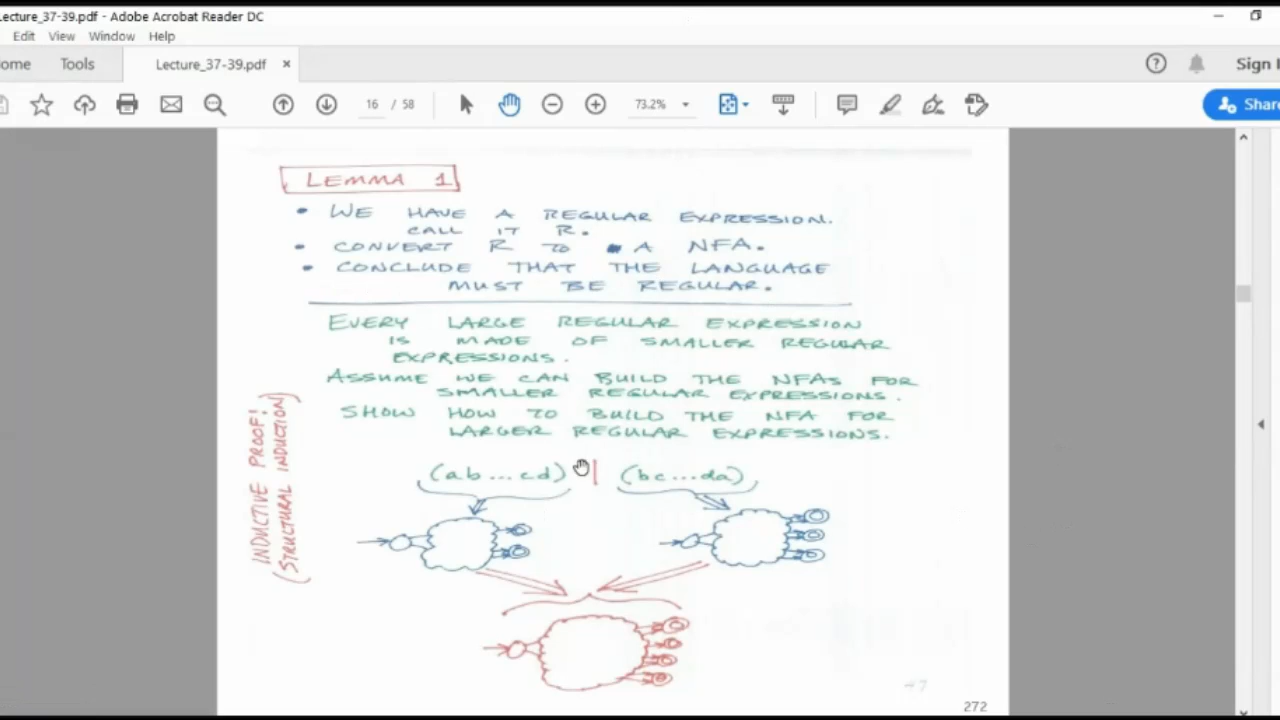 Lecture_37-39.pdf - Adobe Acrobat Reader DC
Edit View Window Help
ome Tools Lecture_37-39.pdf × Sign I
16 / 58 73.2% Shar
LEMMA 1
• WE HAVE A REGULAR EXPRESSION.
CALL IT R.
• CONVERT R TO A NFA.
• CONCLUDE THAT THE LANGUAGE
MUST BE REGULAR.
EVERY LARGE REGULAR EXPRESSION
IS MADE OF SMALLER REGULAR
EXPRESSIONS.
ASSUME WE CAN BUILD THE NFAS FOR
SMALLER REGULAR EXPRESSIONS.
SHOW HOW TO BUILD THE NFA FOR
LARGER REGULAR EXPRESSIONS.
INDUCTIVE PROOF!
(STRUCTURAL INDUCTION)
(ab...cd) | (bc...da)
272